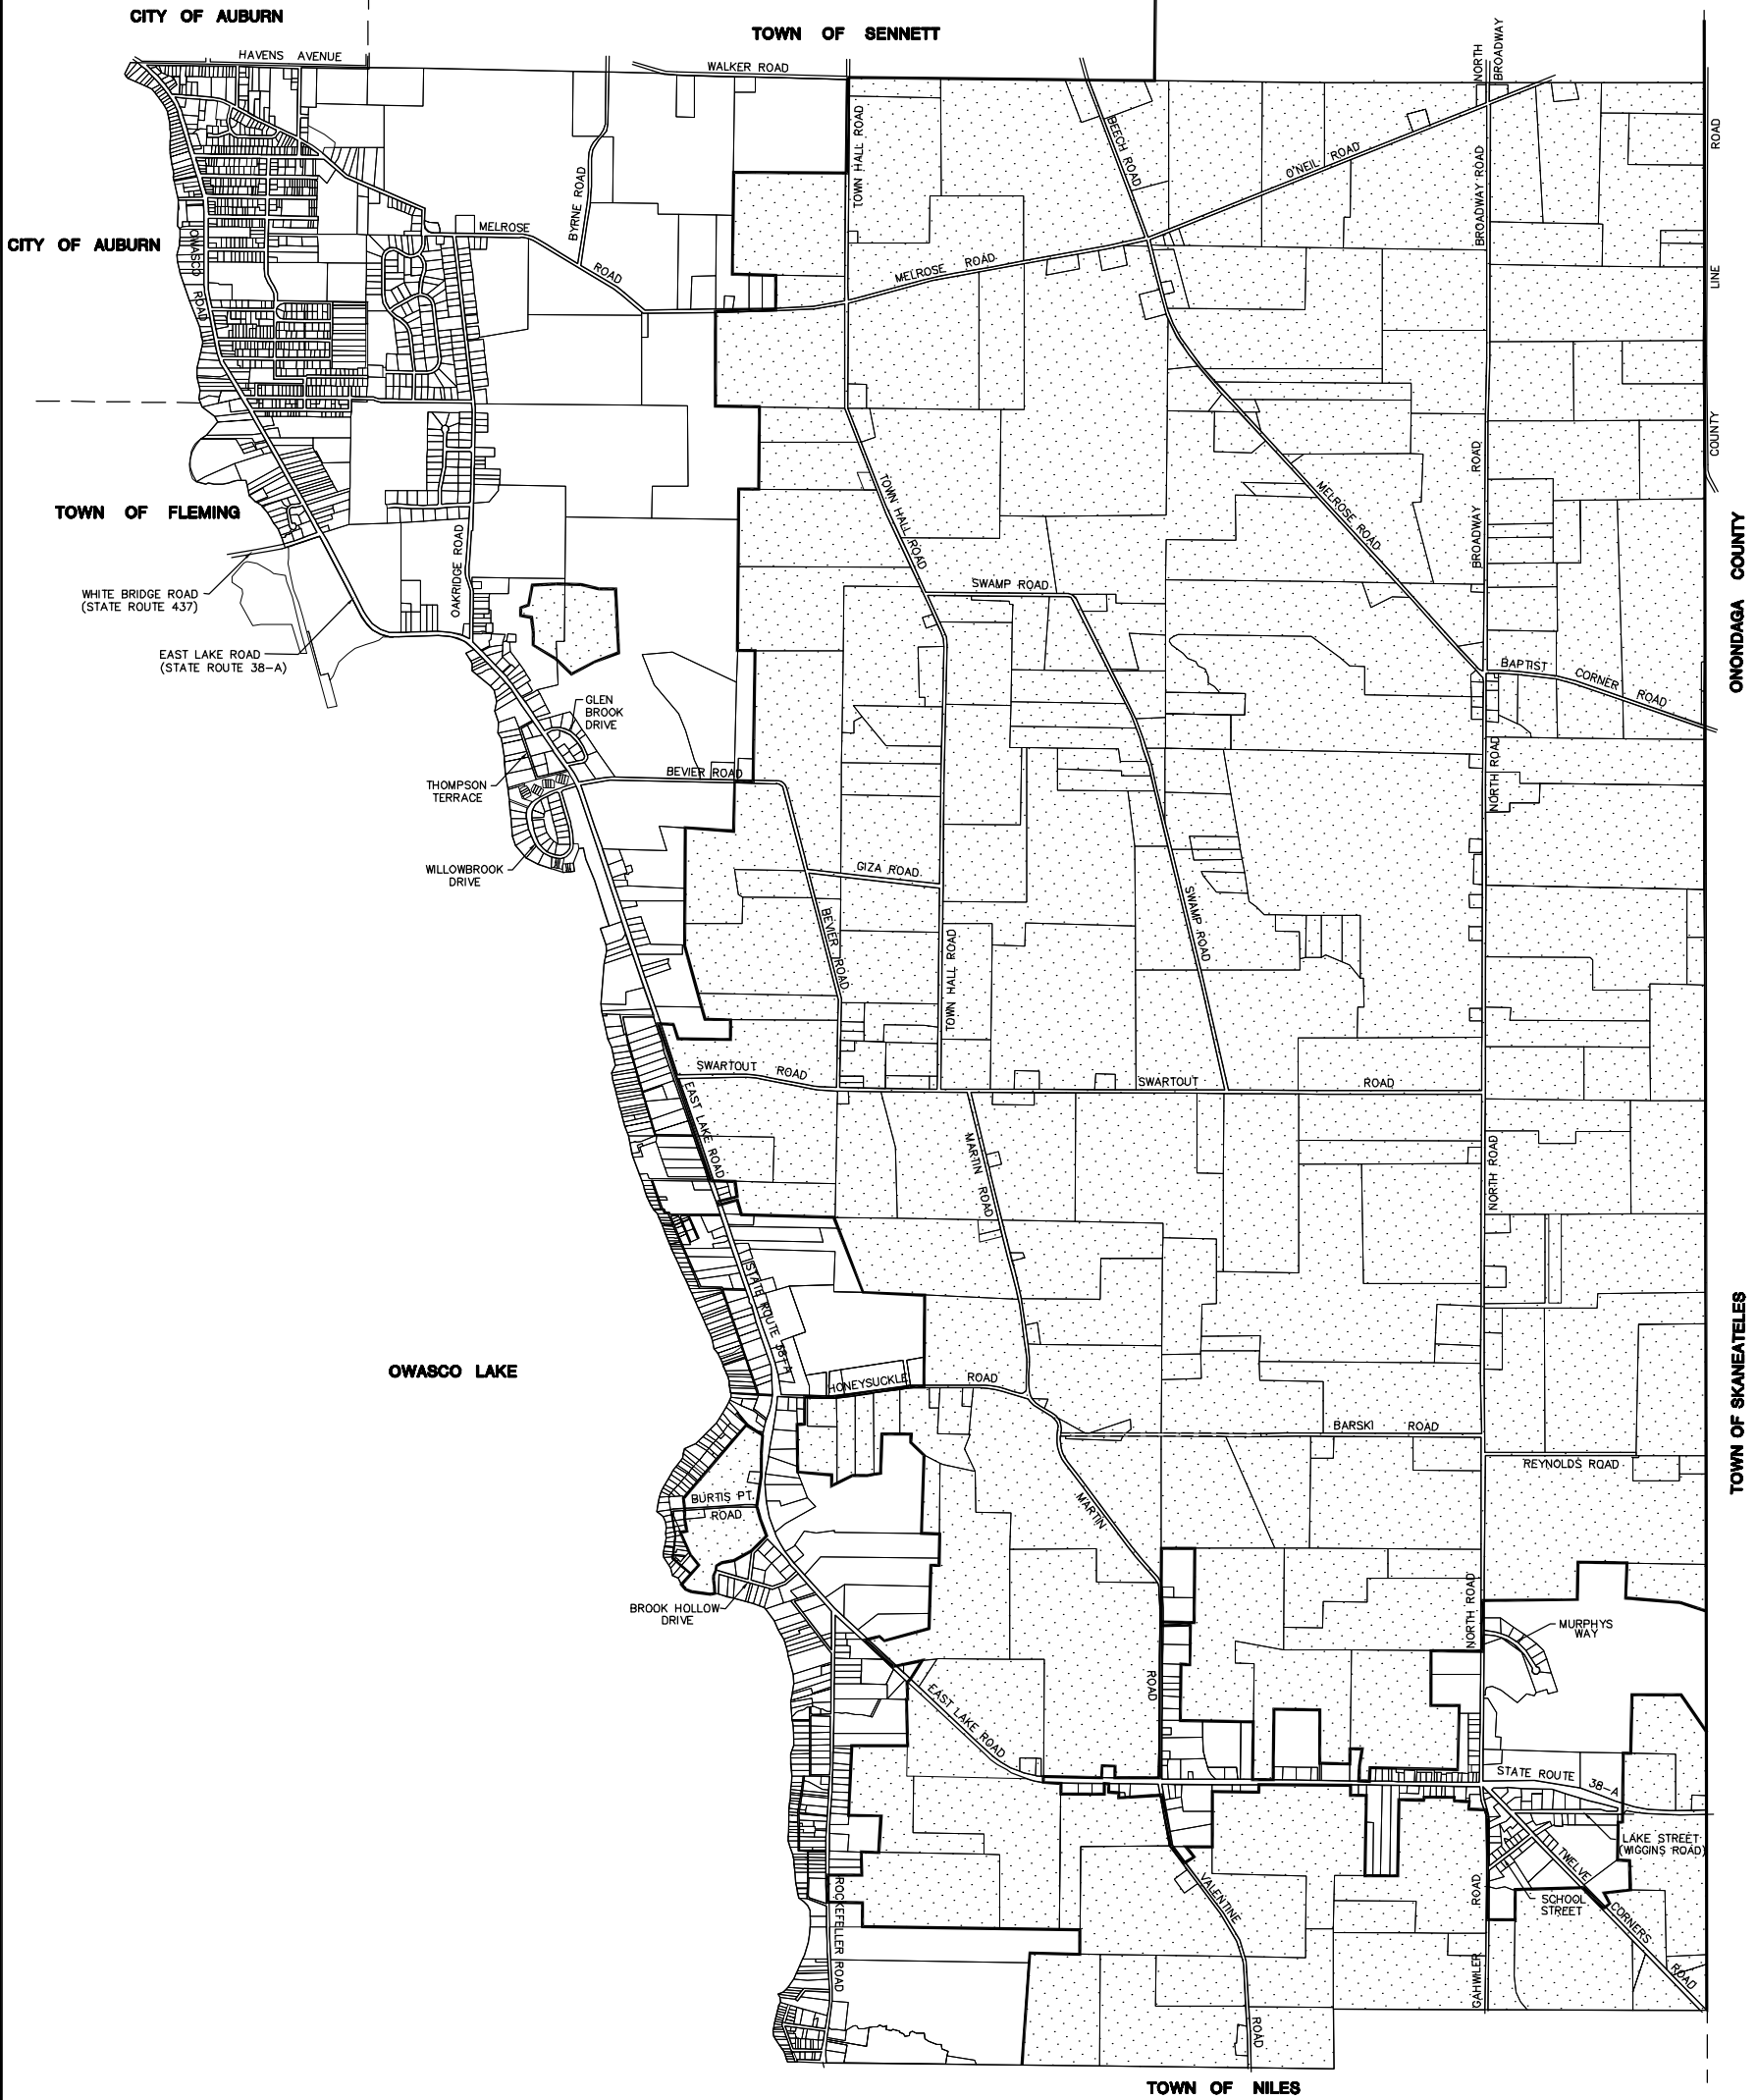 CITY OF AUBURN
TOWN OF SENNETT
HAVENS AVENUE
WALKER ROAD
NORTH
BROADWAY
TOWN HALL ROAD
BEECH ROAD
O'NEIL ROAD
BROADWAY ROAD
ROAD
LINE
COUNTY
CITY OF AUBURN
OWASCO
ROAD
MELROSE
ROAD
BYRNE ROAD
MELROSE ROAD
TOWN OF FLEMING
WHITE BRIDGE ROAD
(STATE ROUTE 437)
EAST LAKE ROAD
(STATE ROUTE 38-A)
OAKRIDGE ROAD
TOWN HALL ROAD
SWAMP ROAD
MELROSE ROAD
BROADWAY ROAD
ONONDAGA COUNTY
BAPTIST CORNER ROAD
GLEN
BROOK
DRIVE
THOMPSON
TERRACE
BEVIER ROAD
NORTH ROAD
WILLOWBROOK
DRIVE
GIZA ROAD
BEVIER ROAD
TOWN HALL ROAD
SWAMP ROAD
SWARTOUT ROAD
SWARTOUT ROAD
EAST LAKE ROAD
MARTIN ROAD
NORTH ROAD
STATE ROUTE 38-A
OWASCO LAKE
TOWN OF SKANEATELES
HONEYSUCKLE ROAD
BARSKI ROAD
REYNOLDS ROAD
BURTIS PT.
ROAD
MARTIN
ROAD
BROOK HOLLOW
DRIVE
NORTH ROAD
MURPHYS
WAY
EAST LAKE ROAD
STATE ROUTE 38-A
LAKE STREET
(WIGGINS ROAD)
TWELVE
CORNERS
ROAD
SCHOOL
STREET
ROCKEFELLER ROAD
VALENTINE
ROAD
GAHWILER ROAD
TOWN OF NILES